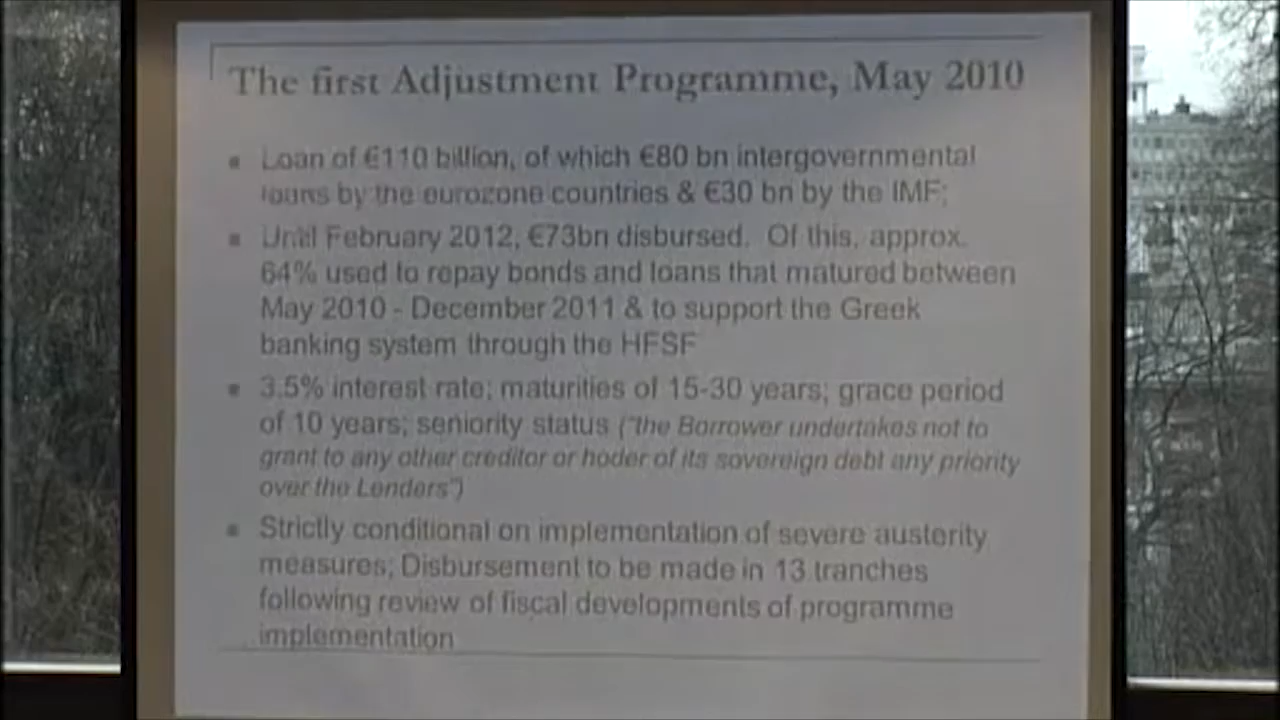 The first Adjustment Programme, May 2010
Loan of €110 billion, of which €80 bn intergovernmental
loans by the eurozone countries & €30 bn by the IMF;
Until February 2012, €73bn disbursed. Of this, approx.
64% used to repay bonds and loans that matured between
May 2010 - December 2011 & to support the Greek
banking system through the HFSF
3.5% interest rate; maturities of 15-30 years; grace period
of 10 years; seniority status ("the Borrower undertakes not to
grant to any other creditor or hoder of its sovereign debt any priority
over the Lenders")
Strictly conditional on implementation of severe austerity
measures; Disbursement to be made in 13 tranches
following review of fiscal developments of programme
implementation